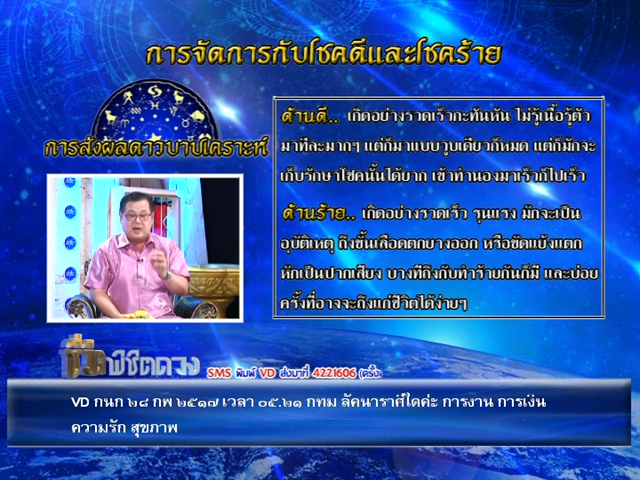 การจัดการกับโชคดีและโชคร้าย
การส่งผลดาวบาปเคราะห์
ด้านดี.. เกิดอย่างรวดเร็วกะทันหัน ไม่รู้เนื้อรู้ตัว
มาทีละมากๆ แต่ก็มาแบบวูบเดียวก็หมด แต่ก็มักจะ
เก็บรักษาโชคนั้นได้ยาก เข้าทำนองมาเร็วก็ไปเร็ว
ด้านร้าย.. เกิดอย่างรวดเร็ว รุนแรง มักจะเป็น
อุบัติเหตุ ถึงขั้นเลือดตกยางออก หรือขัดแย้งแตก
หักเป็นปากเสียง บางทีถึงกับทำร้ายกันก็มี และบ่อย
ครั้งที่อาจจะถึงแก่ชีวิตได้ง่ายๆ
พิชิตดวง
SMS พิมพ์ VD ส่งมาที่ 4221606
VD กนก ๒๘ กพ ๒๕๑๗ เวลา ๐๕.๒๑ กทม ลัคนาราศีใดค่ะ การงาน การเงิน
ความรัก สุขภาพ